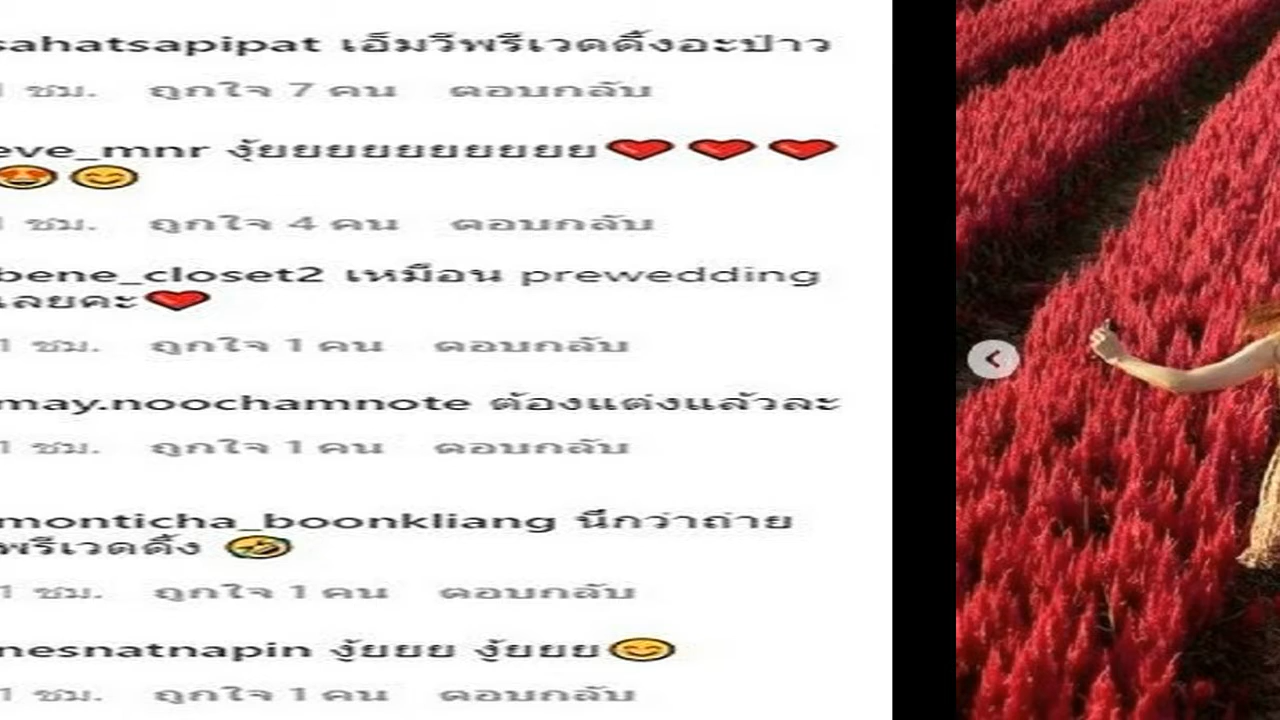 sahatsapipat เอ็มวีพรีเวดดิ้งอะป่าว
1 ชม. ถูกใจ 7 คน ตอบกลับ
eve_mnr งุ้ยยยยยยยยยยยย❤️❤️❤️
😍😊
1 ชม. ถูกใจ 4 คน ตอบกลับ
bene_closet2 เหมือน prewedding
เลยคะ❤️
1 ชม. ถูกใจ 1 คน ตอบกลับ
may.noochamnote ต้องแต่งแล้วละ
1 ชม. ถูกใจ 1 คน ตอบกลับ
monticha_boonkliang นึกว่าถ่าย
พรีเวดดิ้ง 🤣
1 ชม. ถูกใจ 1 คน ตอบกลับ
nesnatnapin งุ้ยยย งุ้ยยย😊
1 ชม. ถูกใจ 1 คน ตอบกลับ